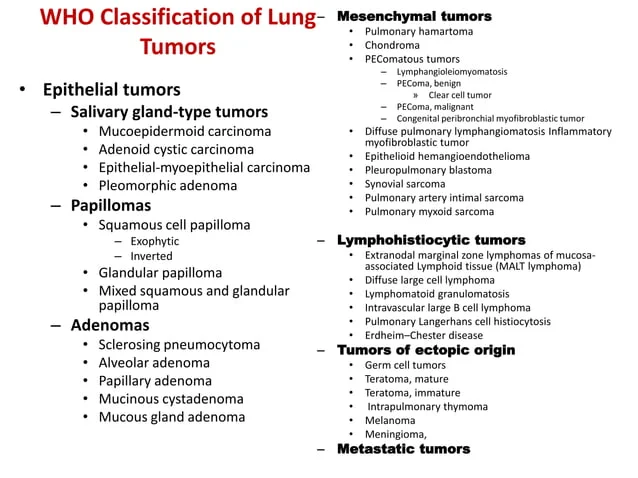 WHO Classification of Lung
Tumors
• Epithelial tumors
– Salivary gland-type tumors
• Mucoepidermoid carcinoma
• Adenoid cystic carcinoma
• Epithelial-myoepithelial carcinoma
• Pleomorphic adenoma
– Papillomas
• Squamous cell papilloma
– Exophytic
– Inverted
• Glandular papilloma
• Mixed squamous and glandular
papilloma
– Adenomas
• Sclerosing pneumocytoma
• Alveolar adenoma
• Papillary adenoma
• Mucinous cystadenoma
• Mucous gland adenoma
– Mesenchymal tumors
• Pulmonary hamartoma
• Chondroma
• PEComatous tumors
– Lymphangioleiomyomatosis
– PEComa, benign
» Clear cell tumor
– PEComa, malignant
– Congenital peribronchial myofibroblastic tumor
• Diffuse pulmonary lymphangiomatosis Inflammatory
myofibroblastic tumor
• Epithelioid hemangioendothelioma
• Pleuropulmonary blastoma
• Synovial sarcoma
• Pulmonary artery intimal sarcoma
• Pulmonary myxoid sarcoma
– Lymphohistiocytic tumors
• Extranodal marginal zone lymphomas of mucosa-
associated Lymphoid tissue (MALT lymphoma)
• Diffuse large cell lymphoma
• Lymphomatoid granulomatosis
• Intravascular large B cell lymphoma
• Pulmonary Langerhans cell histiocytosis
• Erdheim–Chester disease
– Tumors of ectopic origin
• Germ cell tumors
• Teratoma, mature
• Teratoma, immature
• Intrapulmonary thymoma
• Melanoma
• Meningioma,
– Metastatic tumors